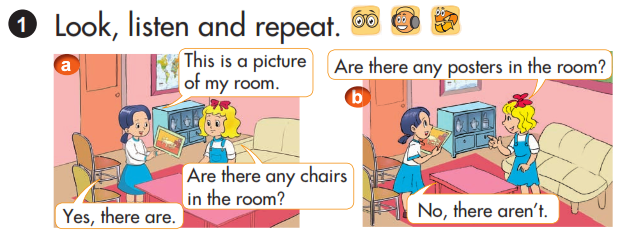 1 Look, listen and repeat.
a
This is a picture
of my room.
Are there any chairs
in the room?
Yes, there are.
b
Are there any posters in the room?
No, there aren't.